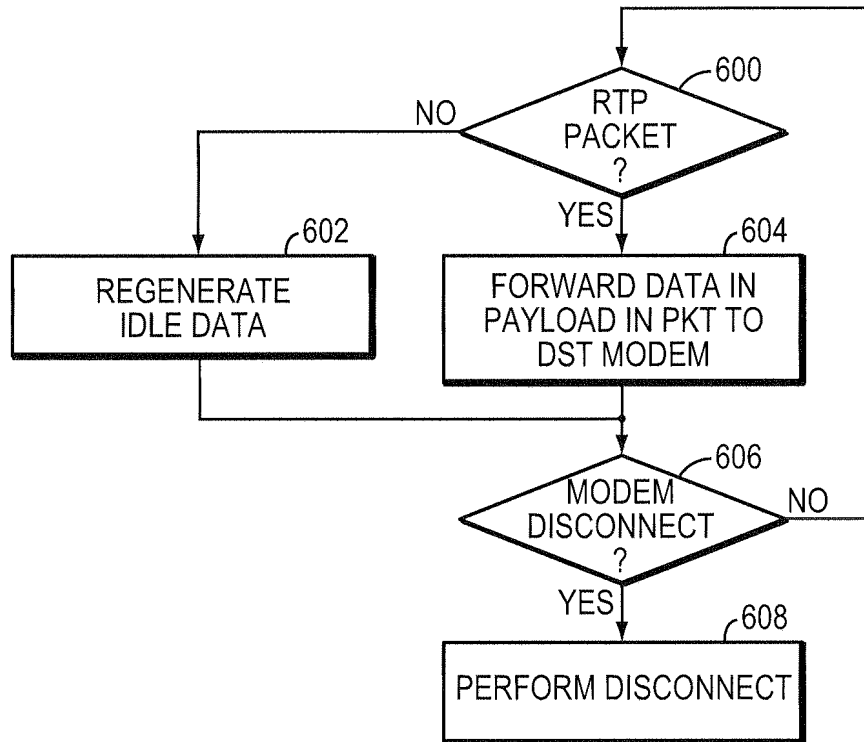 600
RTP
PACKET
?
NO
YES
602
REGENERATE
IDLE DATA
604
FORWARD DATA IN
PAYLOAD IN PKT TO
DST MODEM
606
MODEM
DISCONNECT
?
NO
YES
608
PERFORM DISCONNECT